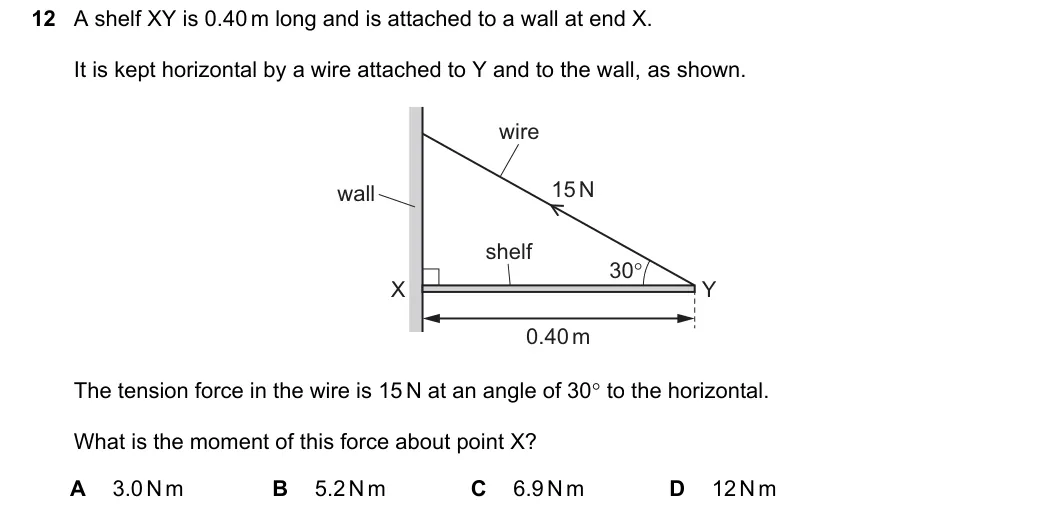 12 A shelf XY is 0.40 m long and is attached to a wall at end X.
It is kept horizontal by a wire attached to Y and to the wall, as shown.
wire
wall
15 N
shelf
30°
X
Y
0.40 m
The tension force in the wire is 15 N at an angle of 30° to the horizontal.
What is the moment of this force about point X?
A 3.0 N m B 5.2 N m C 6.9 N m D 12 N m